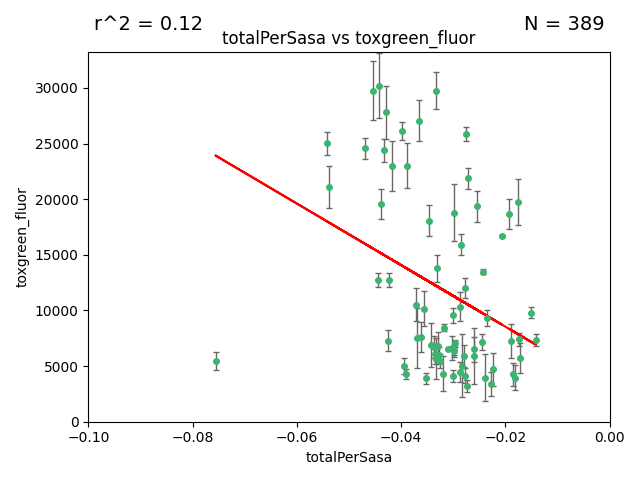 r^2 = 0.12 N = 389
totalPerSasa vs toxgreen_fluor
30000
25000
20000
15000
10000
5000
0
toxgreen_fluor
−0.10 −0.08 −0.06 −0.04 −0.02 0.00
totalPerSasa